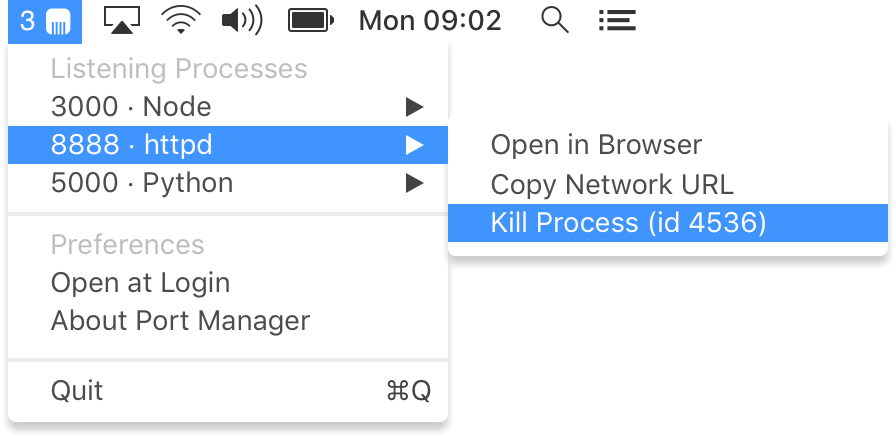 3 Mon 09:02
Listening Processes
3000 · Node
8888 · httpd
5000 · Python
Preferences
Open at Login
About Port Manager
Quit ⌘Q
Open in Browser
Copy Network URL
Kill Process (id 4536)